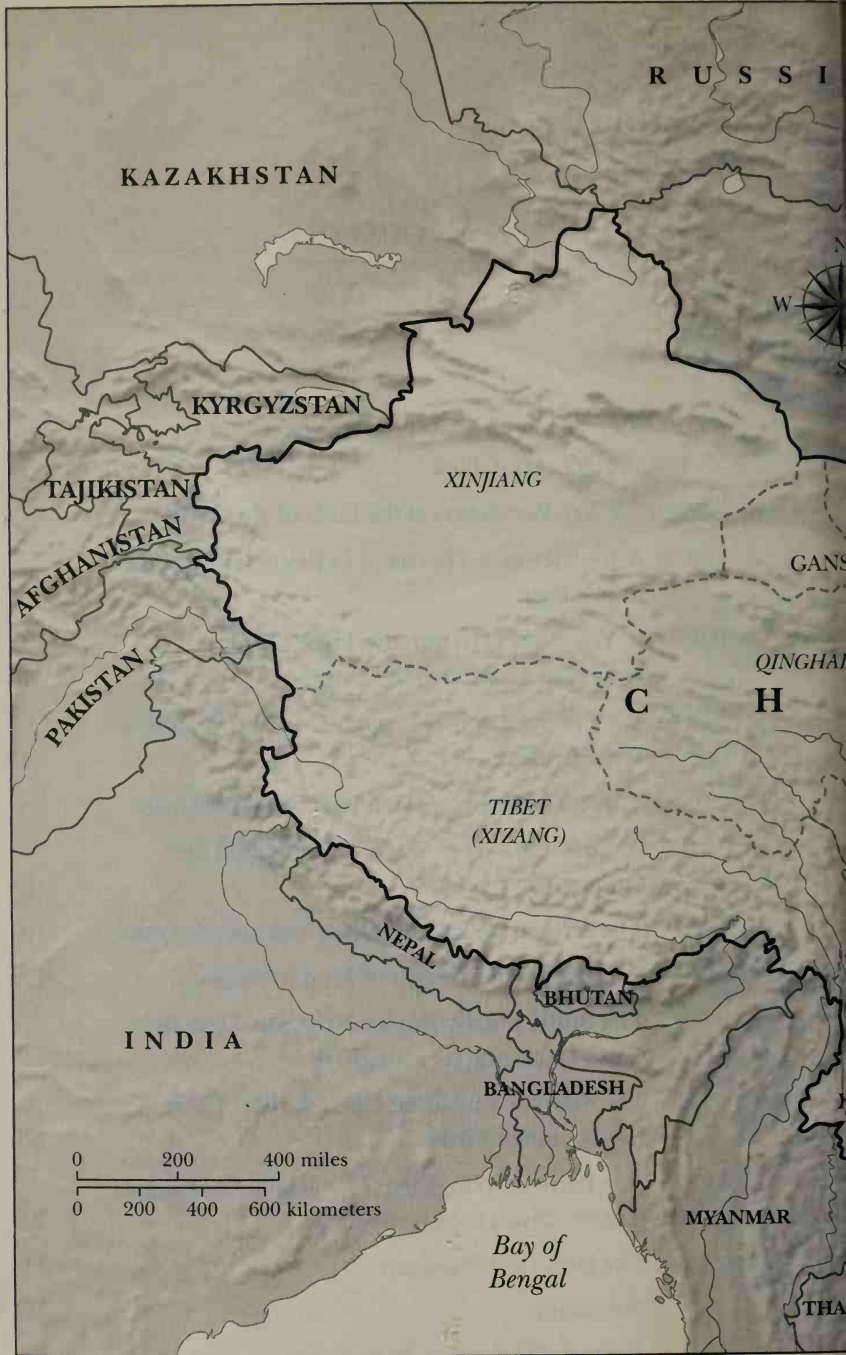 RUSSI
KAZAKHSTAN
N
W
S
KYRGYZSTAN
XINJIANG
TAJIKISTAN
AFGHANISTAN
GANS
PAKISTAN
QINGHAI
C H
TIBET
(XIZANG)
NEPAL
BHUTAN
INDIA
BANGLADESH
0 200 400 miles
0 200 400 600 kilometers
MYANMAR
Bay of
Bengal
THA